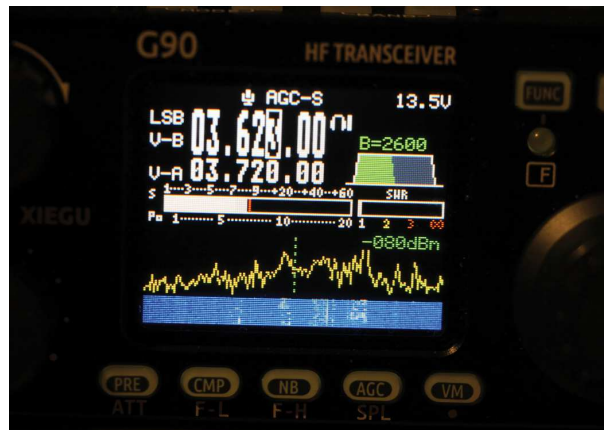 G90 HF TRANSCEIVER
AGC-S 13.5V
LSB
V-B 03.623.00
B=2600
V-A 03.720.00
S 1···3···5···7···9··+20··+40··+60 SWR
Po 1·······5···········10···········20 1 2 3 ∞
-080dBm
FUNC
F
XIEGU
PRE CMP NB AGC VM
ATT F-L F-H SPL